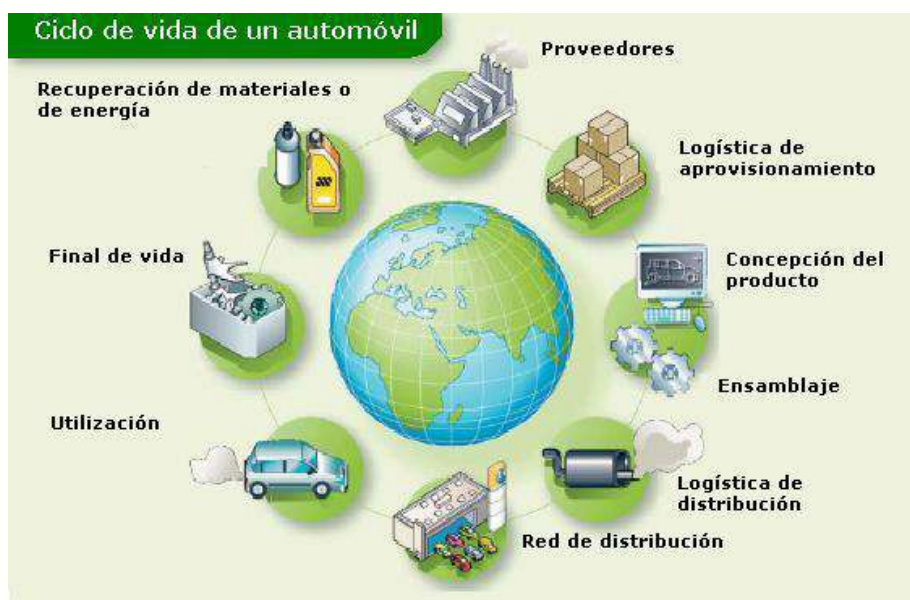 Ciclo de vida de un automóvil
Proveedores
Recuperación de materiales o
de energía
Logística de
aprovisionamiento
Final de vida
Concepción del
producto
Ensamblaje
Utilización
Logística de
distribución
Red de distribución